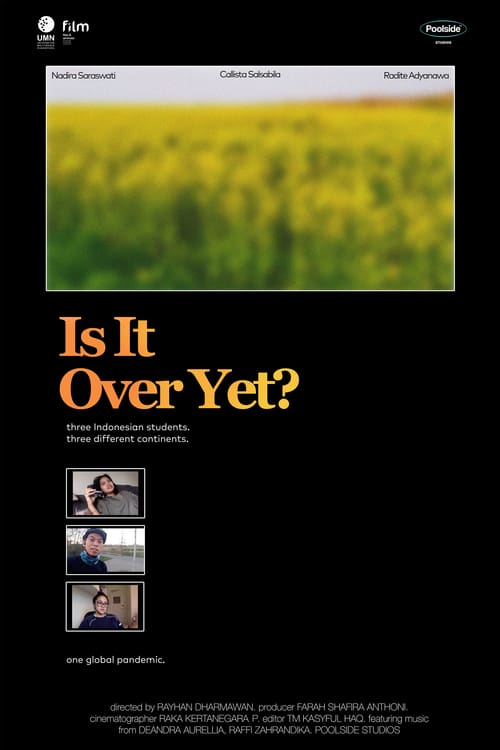 UMN
film
Poolside
STUDIOS
Nadira Saraswati
Callista Salsabila
Radite Adyanawa
Is It
Over Yet?
three Indonesian students.
three different continents.
one global pandemic.
directed by RAYHAN DHARMAWAN. producer FARAH SHAFIRA ANTHONI.
cinematographer RAKA KERTANEGARA P. editor TM KASYFUL HAQ. featuring music
from DEANDRA AURELLIA, RAFFI ZAHRANDIKA. POOLSIDE STUDIOS